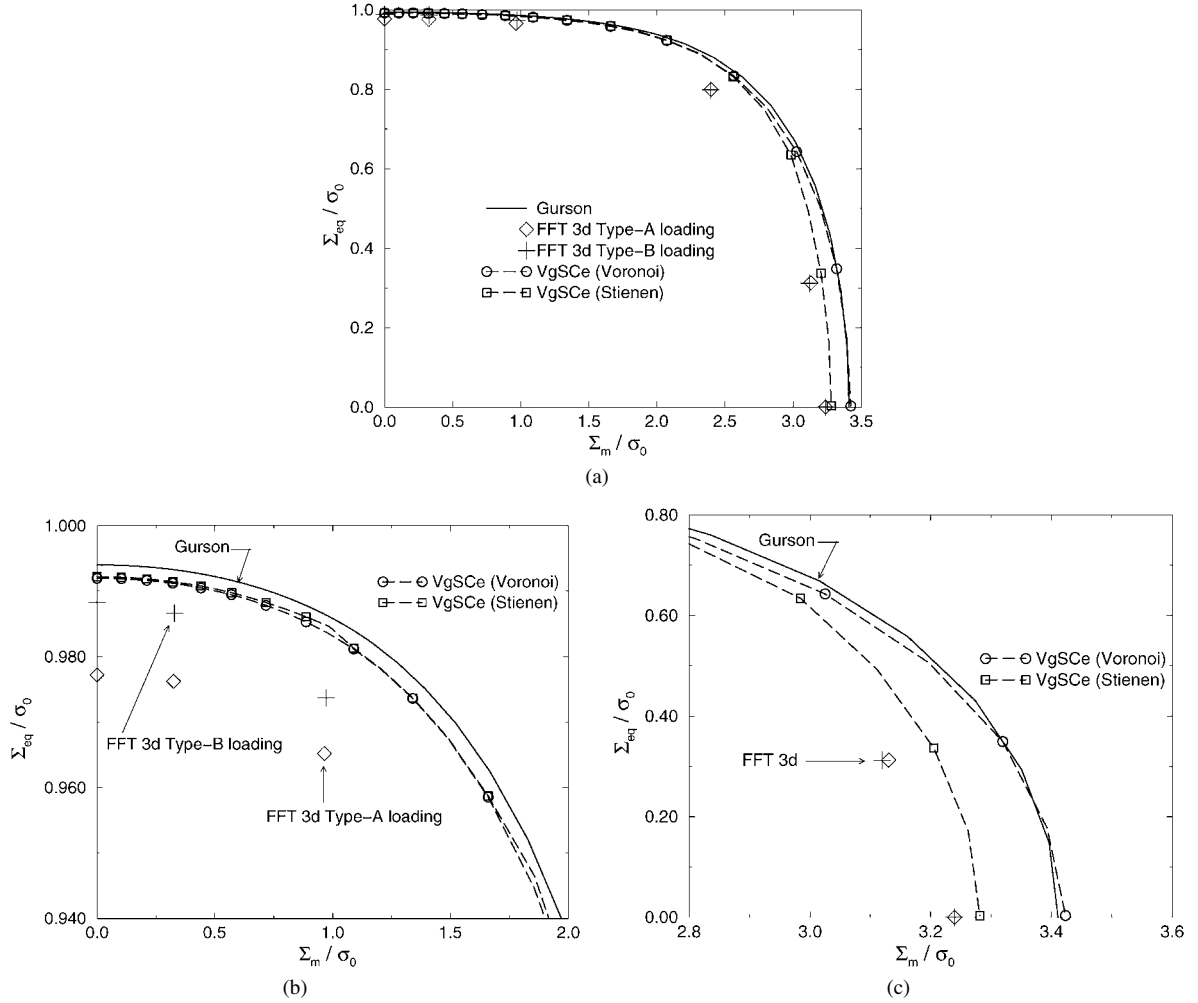 1.0
0.8
0.6
0.4
0.2
0.0
Σeq / σ0
Gurson
FFT 3d Type−A loading
FFT 3d Type−B loading
VgSCe (Voronoi)
VgSCe (Stienen)
0.0 0.5 1.0 1.5 2.0 2.5 3.0 3.5
Σm / σ0
(a)
1.000
0.980
0.960
0.940
Σeq / σ0
Gurson
VgSCe (Voronoi)
VgSCe (Stienen)
FFT 3d Type−B loading
FFT 3d Type−A loading
0.0 0.5 1.0 1.5 2.0
Σm / σ0
(b)
0.80
0.60
0.40
0.20
0.00
Σeq / σ0
Gurson
VgSCe (Voronoi)
VgSCe (Stienen)
FFT 3d
2.8 3.0 3.2 3.4 3.6
Σm / σ0
(c)